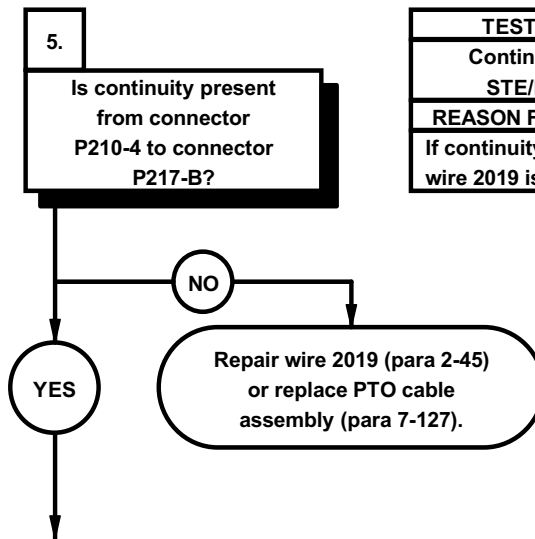 5.
Is continuity present
from connector
P210-4 to connector
P217-B?
TEST
STE/
REASON
If continuity
wire 2019 is
NO
YES
Repair wire 2019 (para 2-45)
or replace PTO cable
assembly (para 7-127).